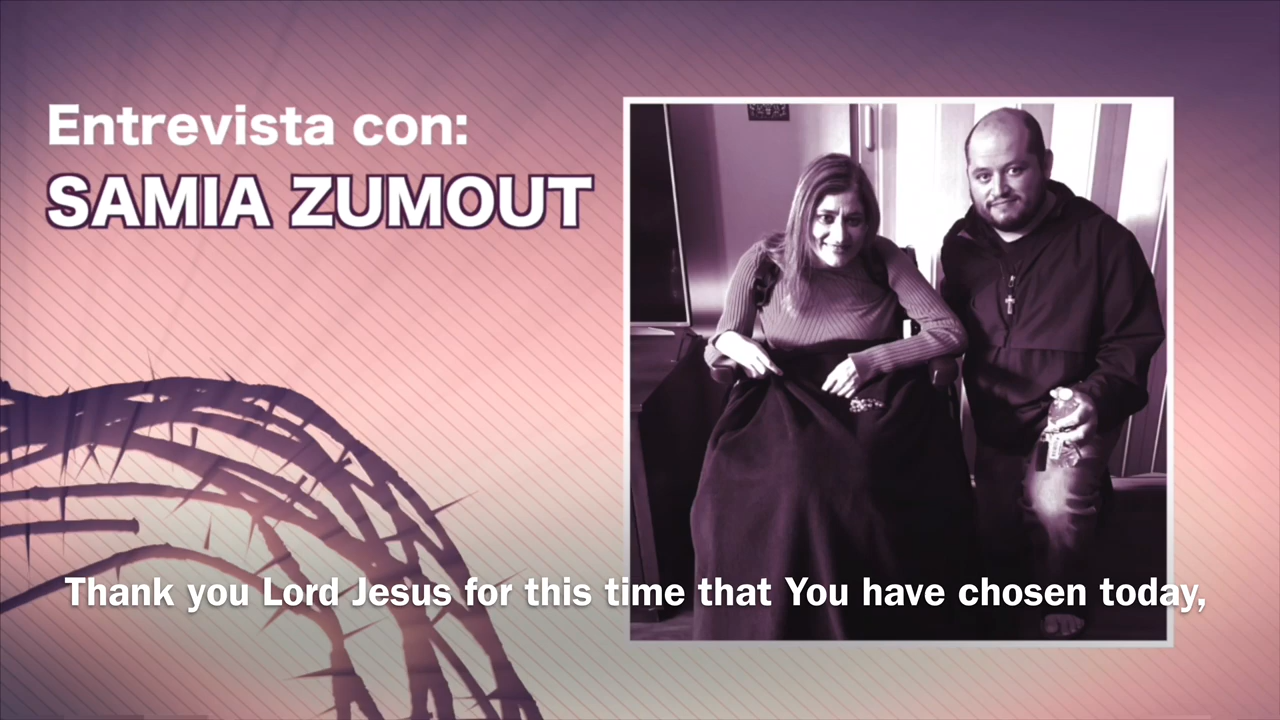 Entrevista con:
SAMIA ZUMOUT
Thank you Lord Jesus for this time that You have chosen today,